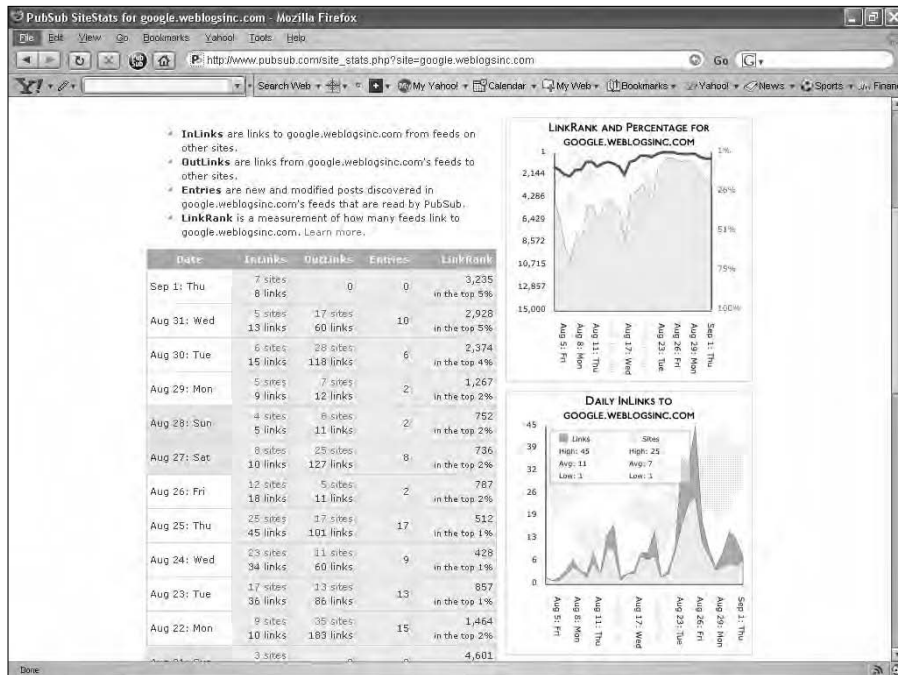 PubSub SiteStats for google.weblogsinc.com - Mozilla Firefox
File Edit View Go Bookmarks Yahoo! Tools Help
http://www.pubsub.com/site_stats.php?site=google.weblogsinc.com
Go
Y! Search Web My Yahoo! Calendar My Web Bookmarks Yahoo! News Sports Finan
InLinks are links to google.weblogsinc.com from feeds on
other sites.
OutLinks are links from google.weblogsinc.com's feeds to
other sites.
Entries are new and modified posts discovered in
google.weblogsinc.com's feeds that are read by PubSub.
LinkRank is a measurement of how many feeds link to
google.weblogsinc.com. Learn more.
Date InLinks OutLinks Entries LinkRank
Sep 1: Thu 7 sites 0 0 3,235
8 links in the top 5%
Aug 31: Wed 5 sites 17 sites 10 2,928
13 links 60 links in the top 5%
Aug 30: Tue 6 sites 28 sites 6 2,374
15 links 118 links in the top 4%
Aug 29: Mon 5 sites 7 sites 2 1,267
9 links 12 links in the top 2%
Aug 28: Sun 4 sites 8 sites 2 752
5 links 11 links in the top 2%
Aug 27: Sat 8 sites 25 sites 8 736
10 links 127 links in the top 2%
Aug 26: Fri 12 sites 5 sites 2 787
18 links 11 links in the top 2%
Aug 25: Thu 25 sites 17 sites 17 512
45 links 101 links in the top 1%
Aug 24: Wed 23 sites 11 sites 9 428
34 links 60 links in the top 1%
Aug 23: Tue 17 sites 13 sites 13 857
36 links 86 links in the top 1%
Aug 22: Mon 9 sites 35 sites 15 1,464
10 links 183 links in the top 2%
3 sites 4,601
LinkRank and Percentage for
google.weblogsinc.com
1 1%
2,144
4,286 26%
6,429
8,572 51%
10,715 75%
12,857
15,000 100%
Aug 5: Fri
Aug 8: Mon
Aug 11: Thu
Aug 17: Wed
Aug 23: Tue
Aug 26: Fri
Aug 29: Mon
Sep 1: Thu
Daily InLinks to
google.weblogsinc.com
45
39
32
26
19
13
6
0
Links Sites
High: 45 High: 25
Avg: 11 Avg: 7
Low: 1 Low: 1
Aug 5: Fri
Aug 8: Mon
Aug 11: Thu
Aug 17: Wed
Aug 23: Tue
Aug 26: Fri
Aug 29: Mon
Sep 1: Thu
Done